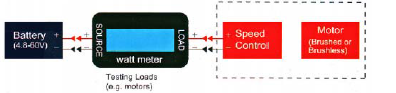 Battery
(4.8-60V)
+
−
SOURCE
+
−
watt meter
LOAD
+
−
Testing Loads
(e.g. motors)
+
−
Speed
Control
Motor
(Brushed or
Brushless)